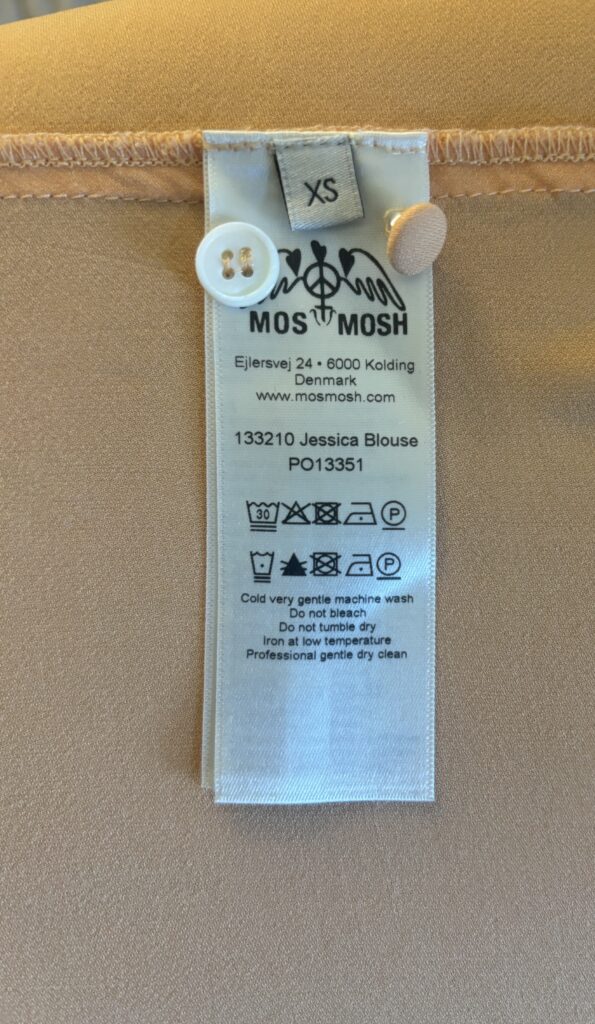 XS
MOS MOSH
Ejlersvej 24 • 6000 Kolding
Denmark
www.mosmosh.com
133210 Jessica Blouse
PO13351
30 P
P
Cold very gentle machine wash
Do not bleach
Do not tumble dry
Iron at low temperature
Professional gentle dry clean